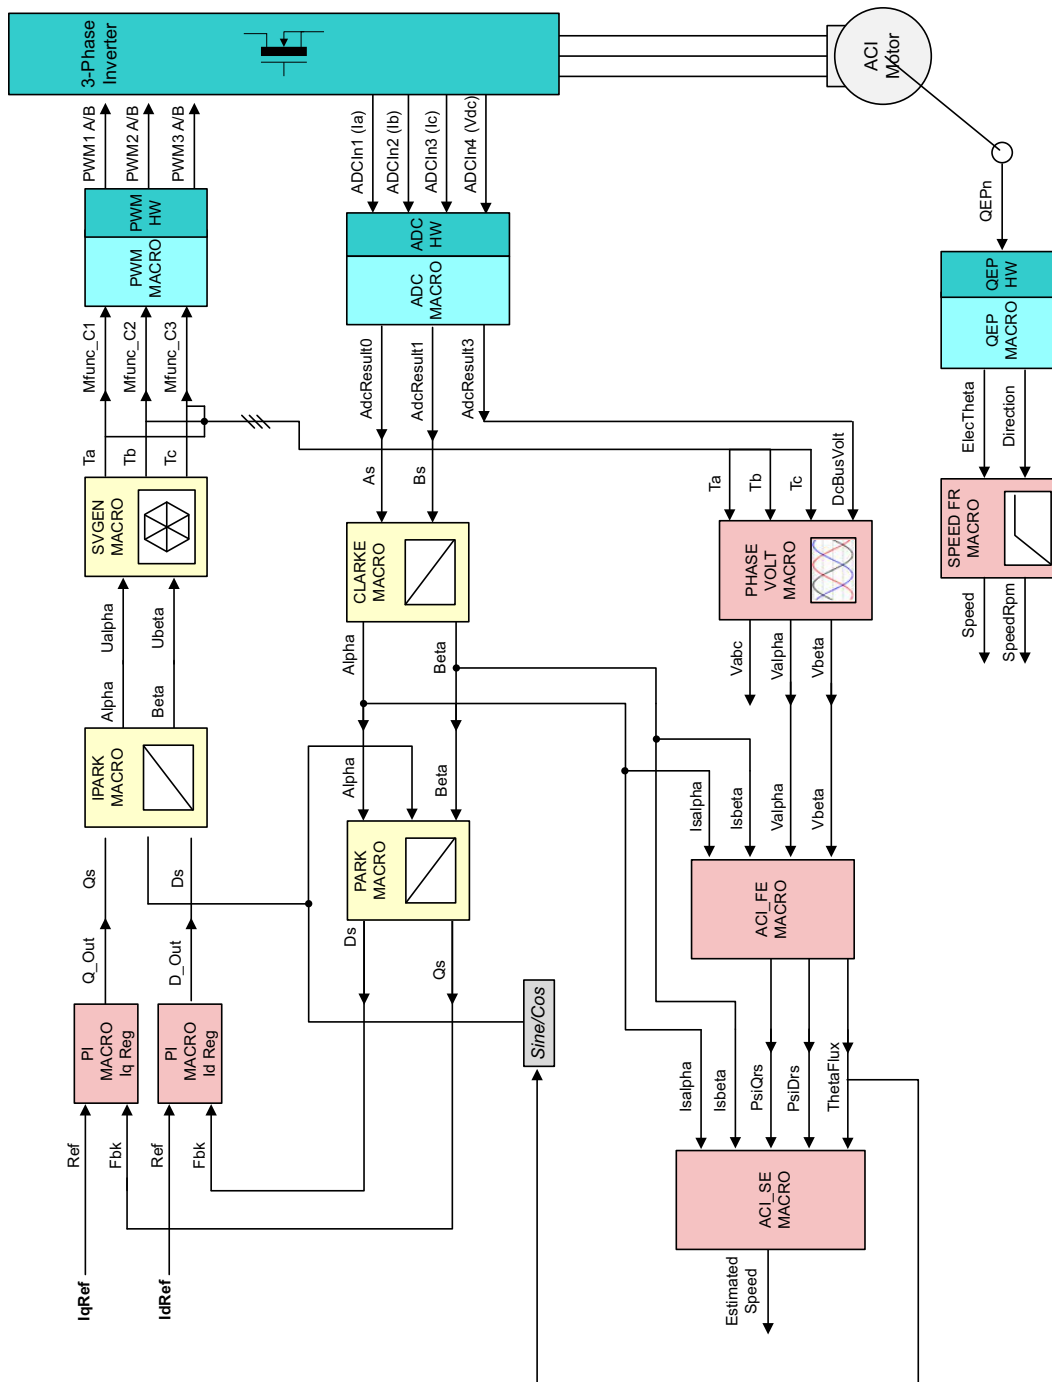 IqRef
Ref
Fbk
PI
MACRO
Iq Reg
Q_Out
Qs
IdRef
Ref
Fbk
PI
MACRO
Id Reg
D_Out
Ds
IPARK
MACRO
Alpha
Beta
Ualpha
Ubeta
SVGEN
MACRO
Ta
Tb
Tc
Mfunc_C1
Mfunc_C2
Mfunc_C3
PWM
MACRO
PWM
HW
PWM1 A/B
PWM2 A/B
PWM3 A/B
3-Phase
Inverter
Ds
Qs
PARK
MACRO
Alpha
Beta
Alpha
Beta
CLARKE
MACRO
As
Bs
AdcResult0
AdcResult1
AdcResult3
ADC
MACRO
ADC
HW
ADCIn1 (Ia)
ADCIn2 (Ib)
ADCIn3 (Ic)
ADCIn4 (Vdc)
Sine/Cos
Estimated
Speed
ACI_SE
MACRO
Isalpha
Isbeta
PsiQrs
PsiDrs
ThetaFlux
ACI_FE
MACRO
Isalpha
Isbeta
Valpha
Vbeta
Vabc
Valpha
Vbeta
PHASE
VOLT
MACRO
Ta
Tb
Tc
DcBusVolt
Speed
SpeedRpm
SPEED FR
MACRO
ElecTheta
Direction
QEP
MACRO
QEP
HW
QEPn
ACI
Motor